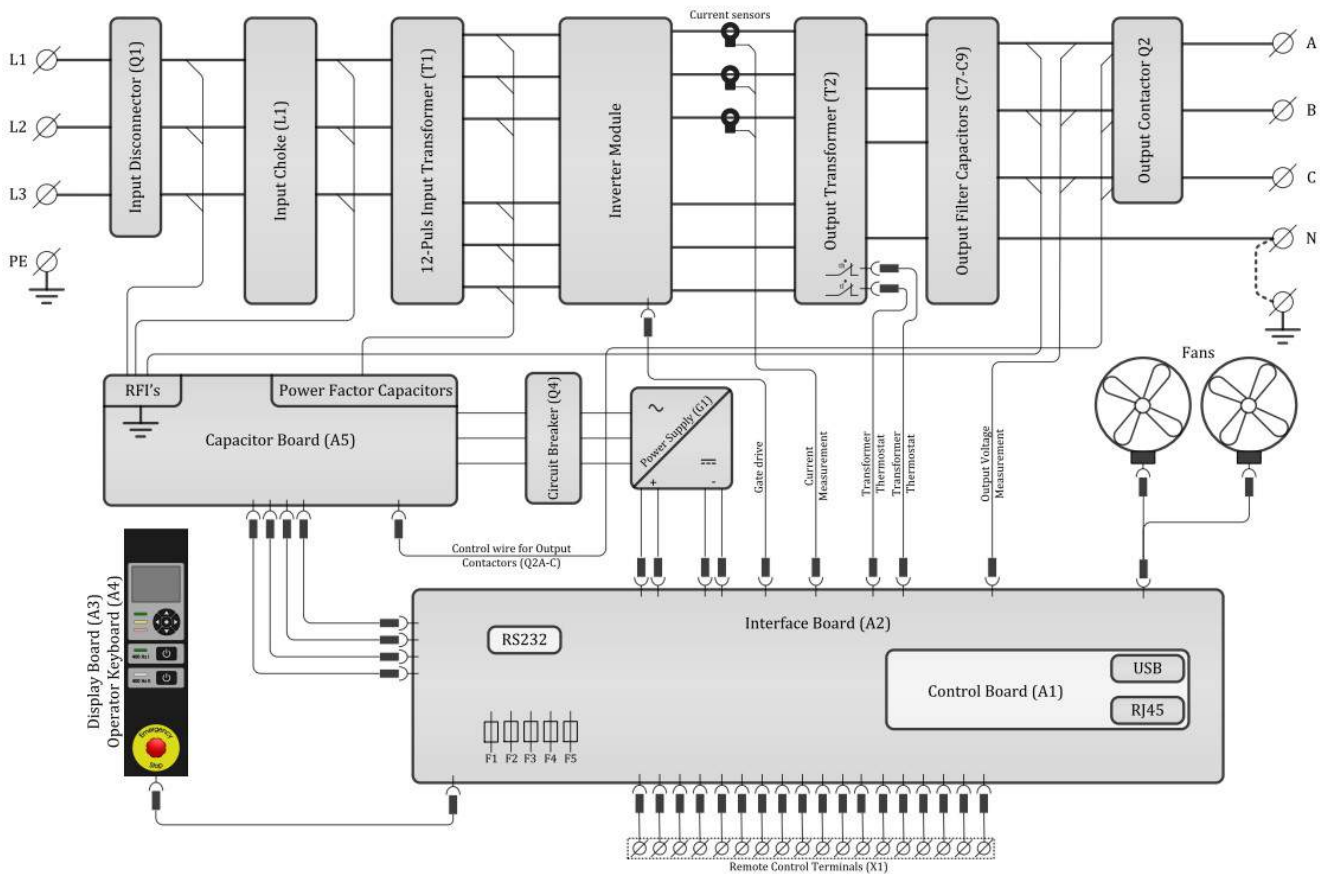 Current sensors
L1
L2
L3
PE
Input Disconnector (Q1)
Input Choke (L1)
12-Puls Input Transformer (T1)
Inverter Module
Output Transformer (T2)
Output Filter Capacitors (C7-C9)
Output Contactor Q2
A
B
C
N
Fans
RFI's
Power Factor Capacitors
Capacitor Board (A5)
Circuit Breaker (Q4)
Power Supply (G1)
+
-
Gate drive
Current
Measurement
Transformer
Thermostat
Transformer
Thermostat
Output Voltage
Measurement
Control wire for Output
Contactors (Q2A-C)
Display Board (A3)
Operator Keyboard (A4)
Emergency
Stop
Interface Board (A2)
RS232
Control Board (A1)
USB
RJ45
F1 F2 F3 F4 F5
Remote Control Terminals (X1)